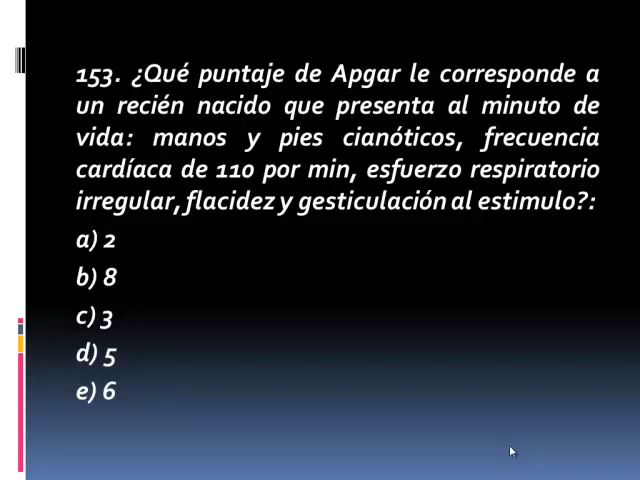 153. ¿Qué puntaje de Apgar le corresponde a
un recién nacido que presenta al minuto de
vida: manos y pies cianóticos, frecuencia
cardíaca de 110 por min, esfuerzo respiratorio
irregular, flacidez y gesticulación al estimulo?:
a) 2
b) 8
c) 3
d) 5
e) 6